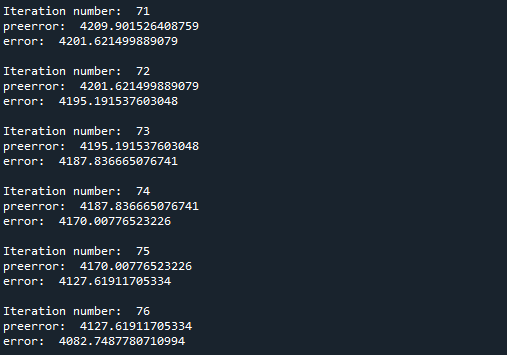 Iteration number:  71
preerror:  4209.901526408759
error:  4201.621499889079
Iteration number:  72
preerror:  4201.621499889079
error:  4195.191537603048
Iteration number:  73
preerror:  4195.191537603048
error:  4187.836665076741
Iteration number:  74
preerror:  4187.836665076741
error:  4170.00776523226
Iteration number:  75
preerror:  4170.00776523226
error:  4127.61911705334
Iteration number:  76
preerror:  4127.61911705334
error:  4082.7487780710994